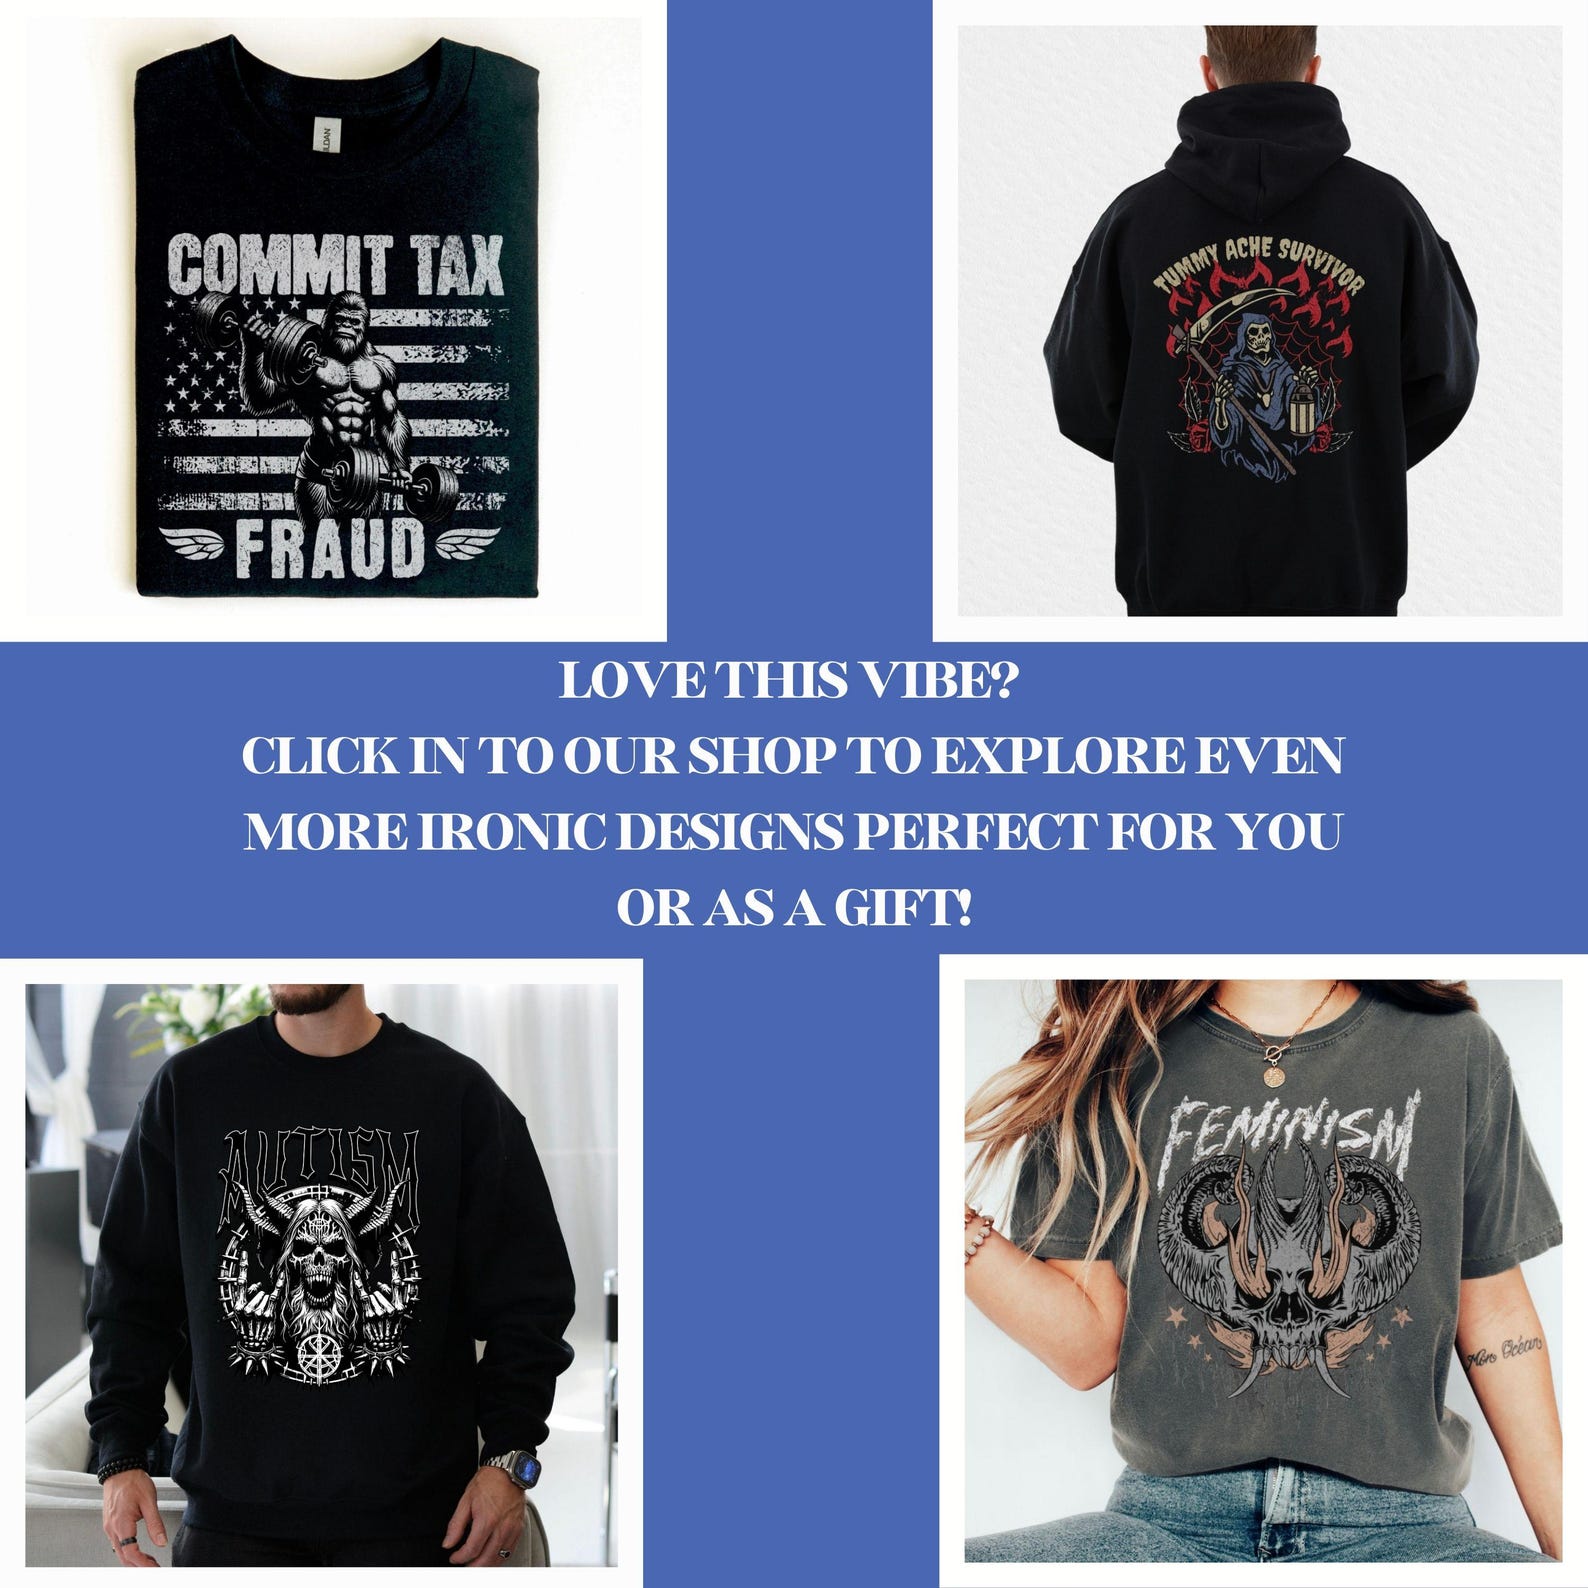 COMMIT TAX
FRAUD
TUMMY ACHE SURVIVOR
LOVE THIS VIBE?
CLICK IN TO OUR SHOP TO EXPLORE EVEN
MORE IRONIC DESIGNS PERFECT FOR YOU
OR AS A GIFT!
AUTISM
FEMINISM